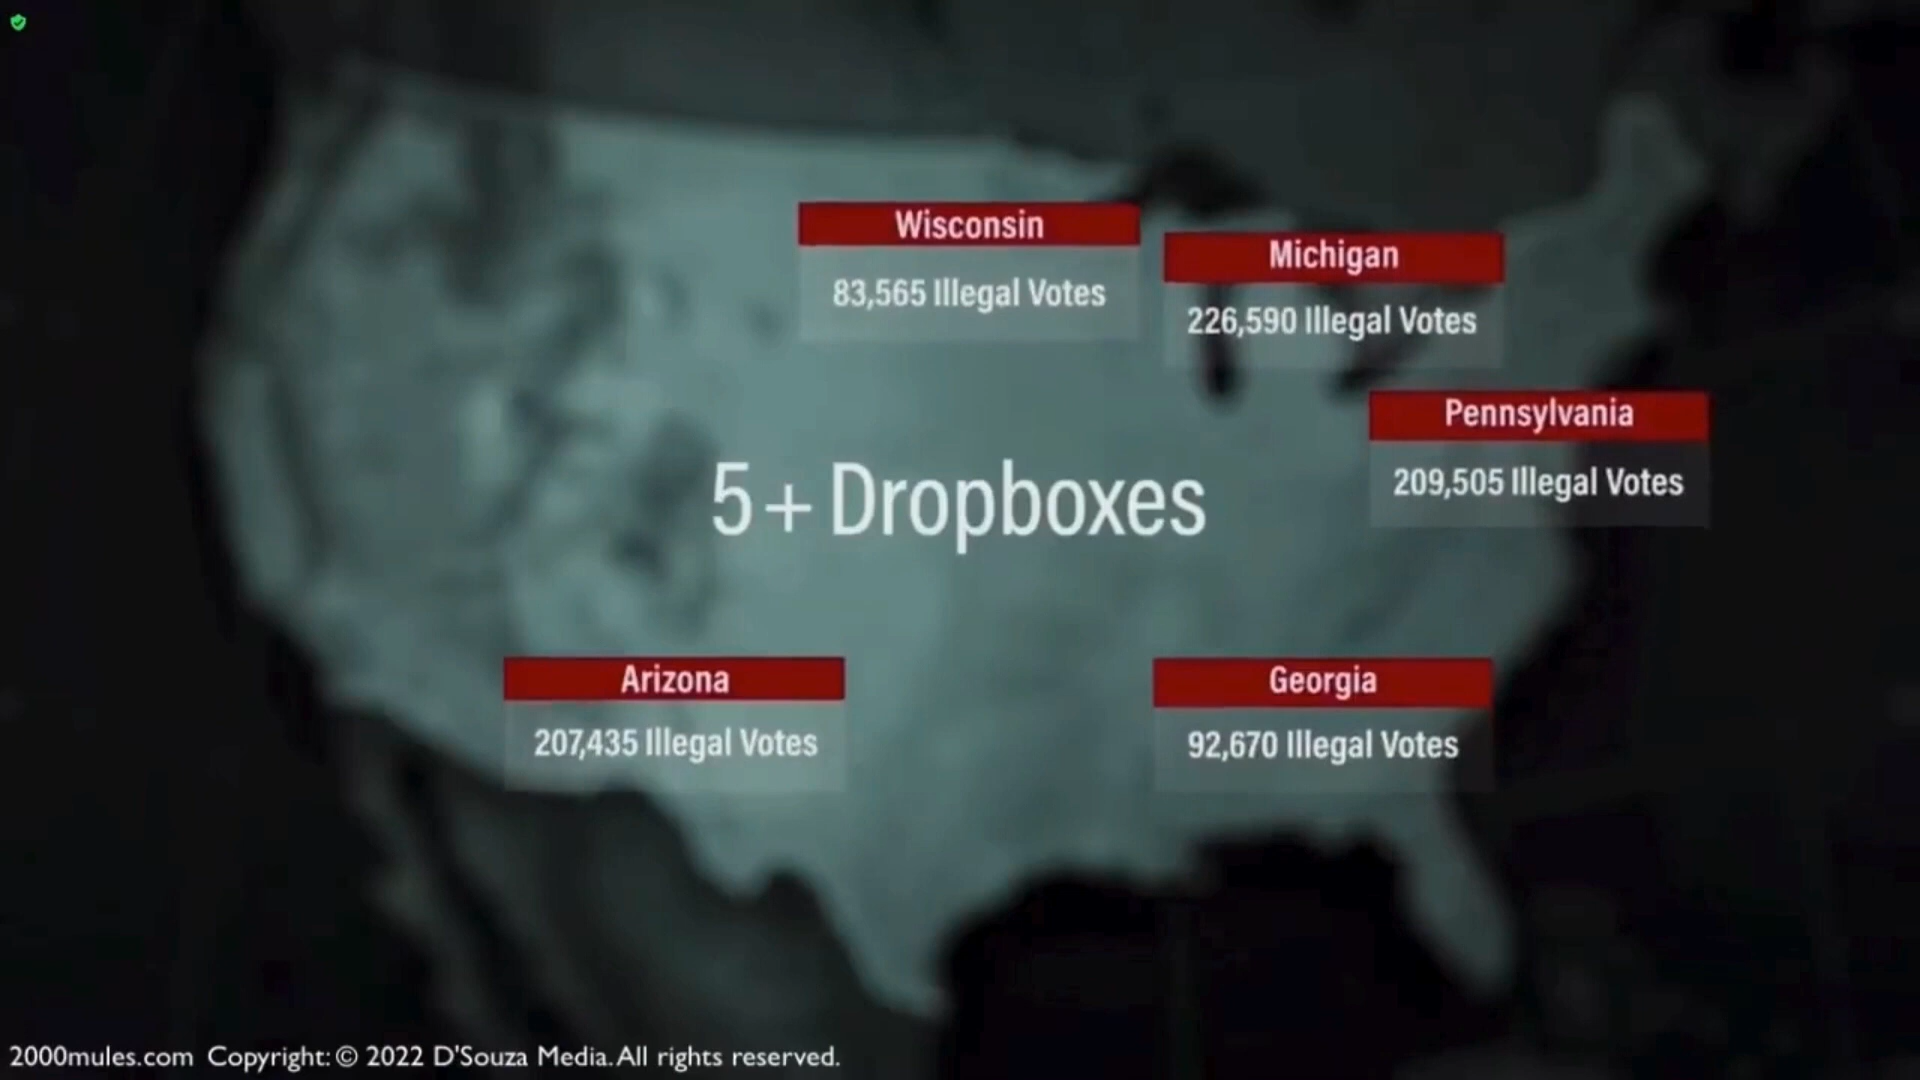 Wisconsin
83,565 Illegal Votes
Michigan
226,590 Illegal Votes
Pennsylvania
209,505 Illegal Votes
5+ Dropboxes
Arizona
207,435 Illegal Votes
Georgia
92,670 Illegal Votes
2000mules.com Copyright: © 2022 D'Souza Media. All rights reserved.